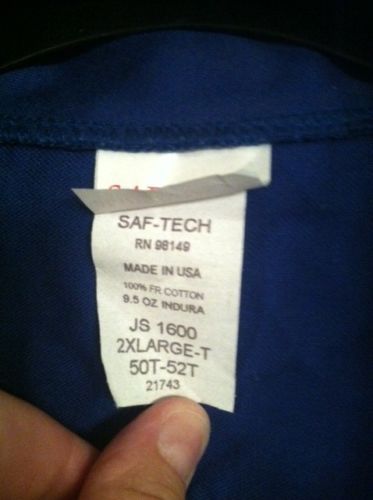 SAF-TECH
RN 98149
MADE IN USA
100% FR COTTON
9.5 OZ INDURA
JS 1600
2XLARGE-T
50T-52T
21743